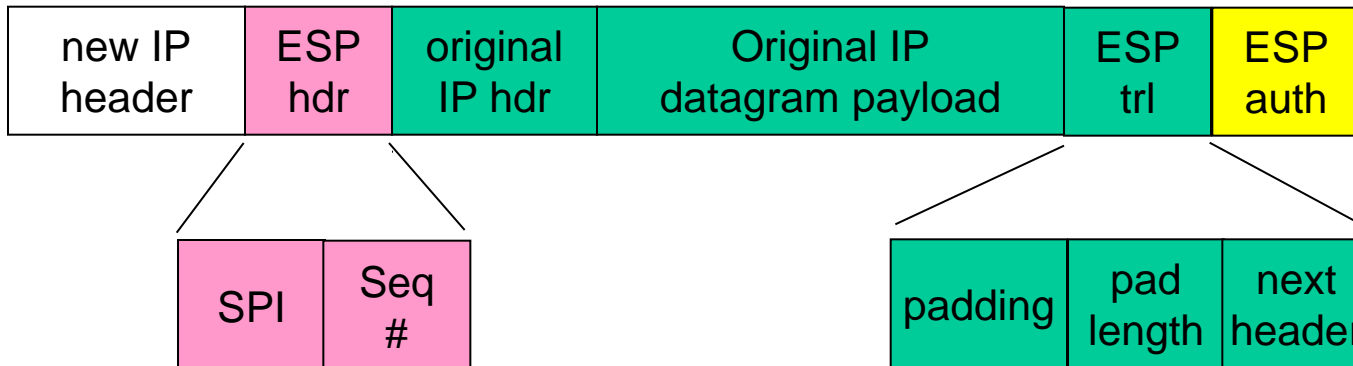 new IP
header
ESP
hdr
original
IP hdr
Original IP
datagram payload
ESP
trl
ESP
auth
SPI
Seq
#
padding
pad
length
next
header